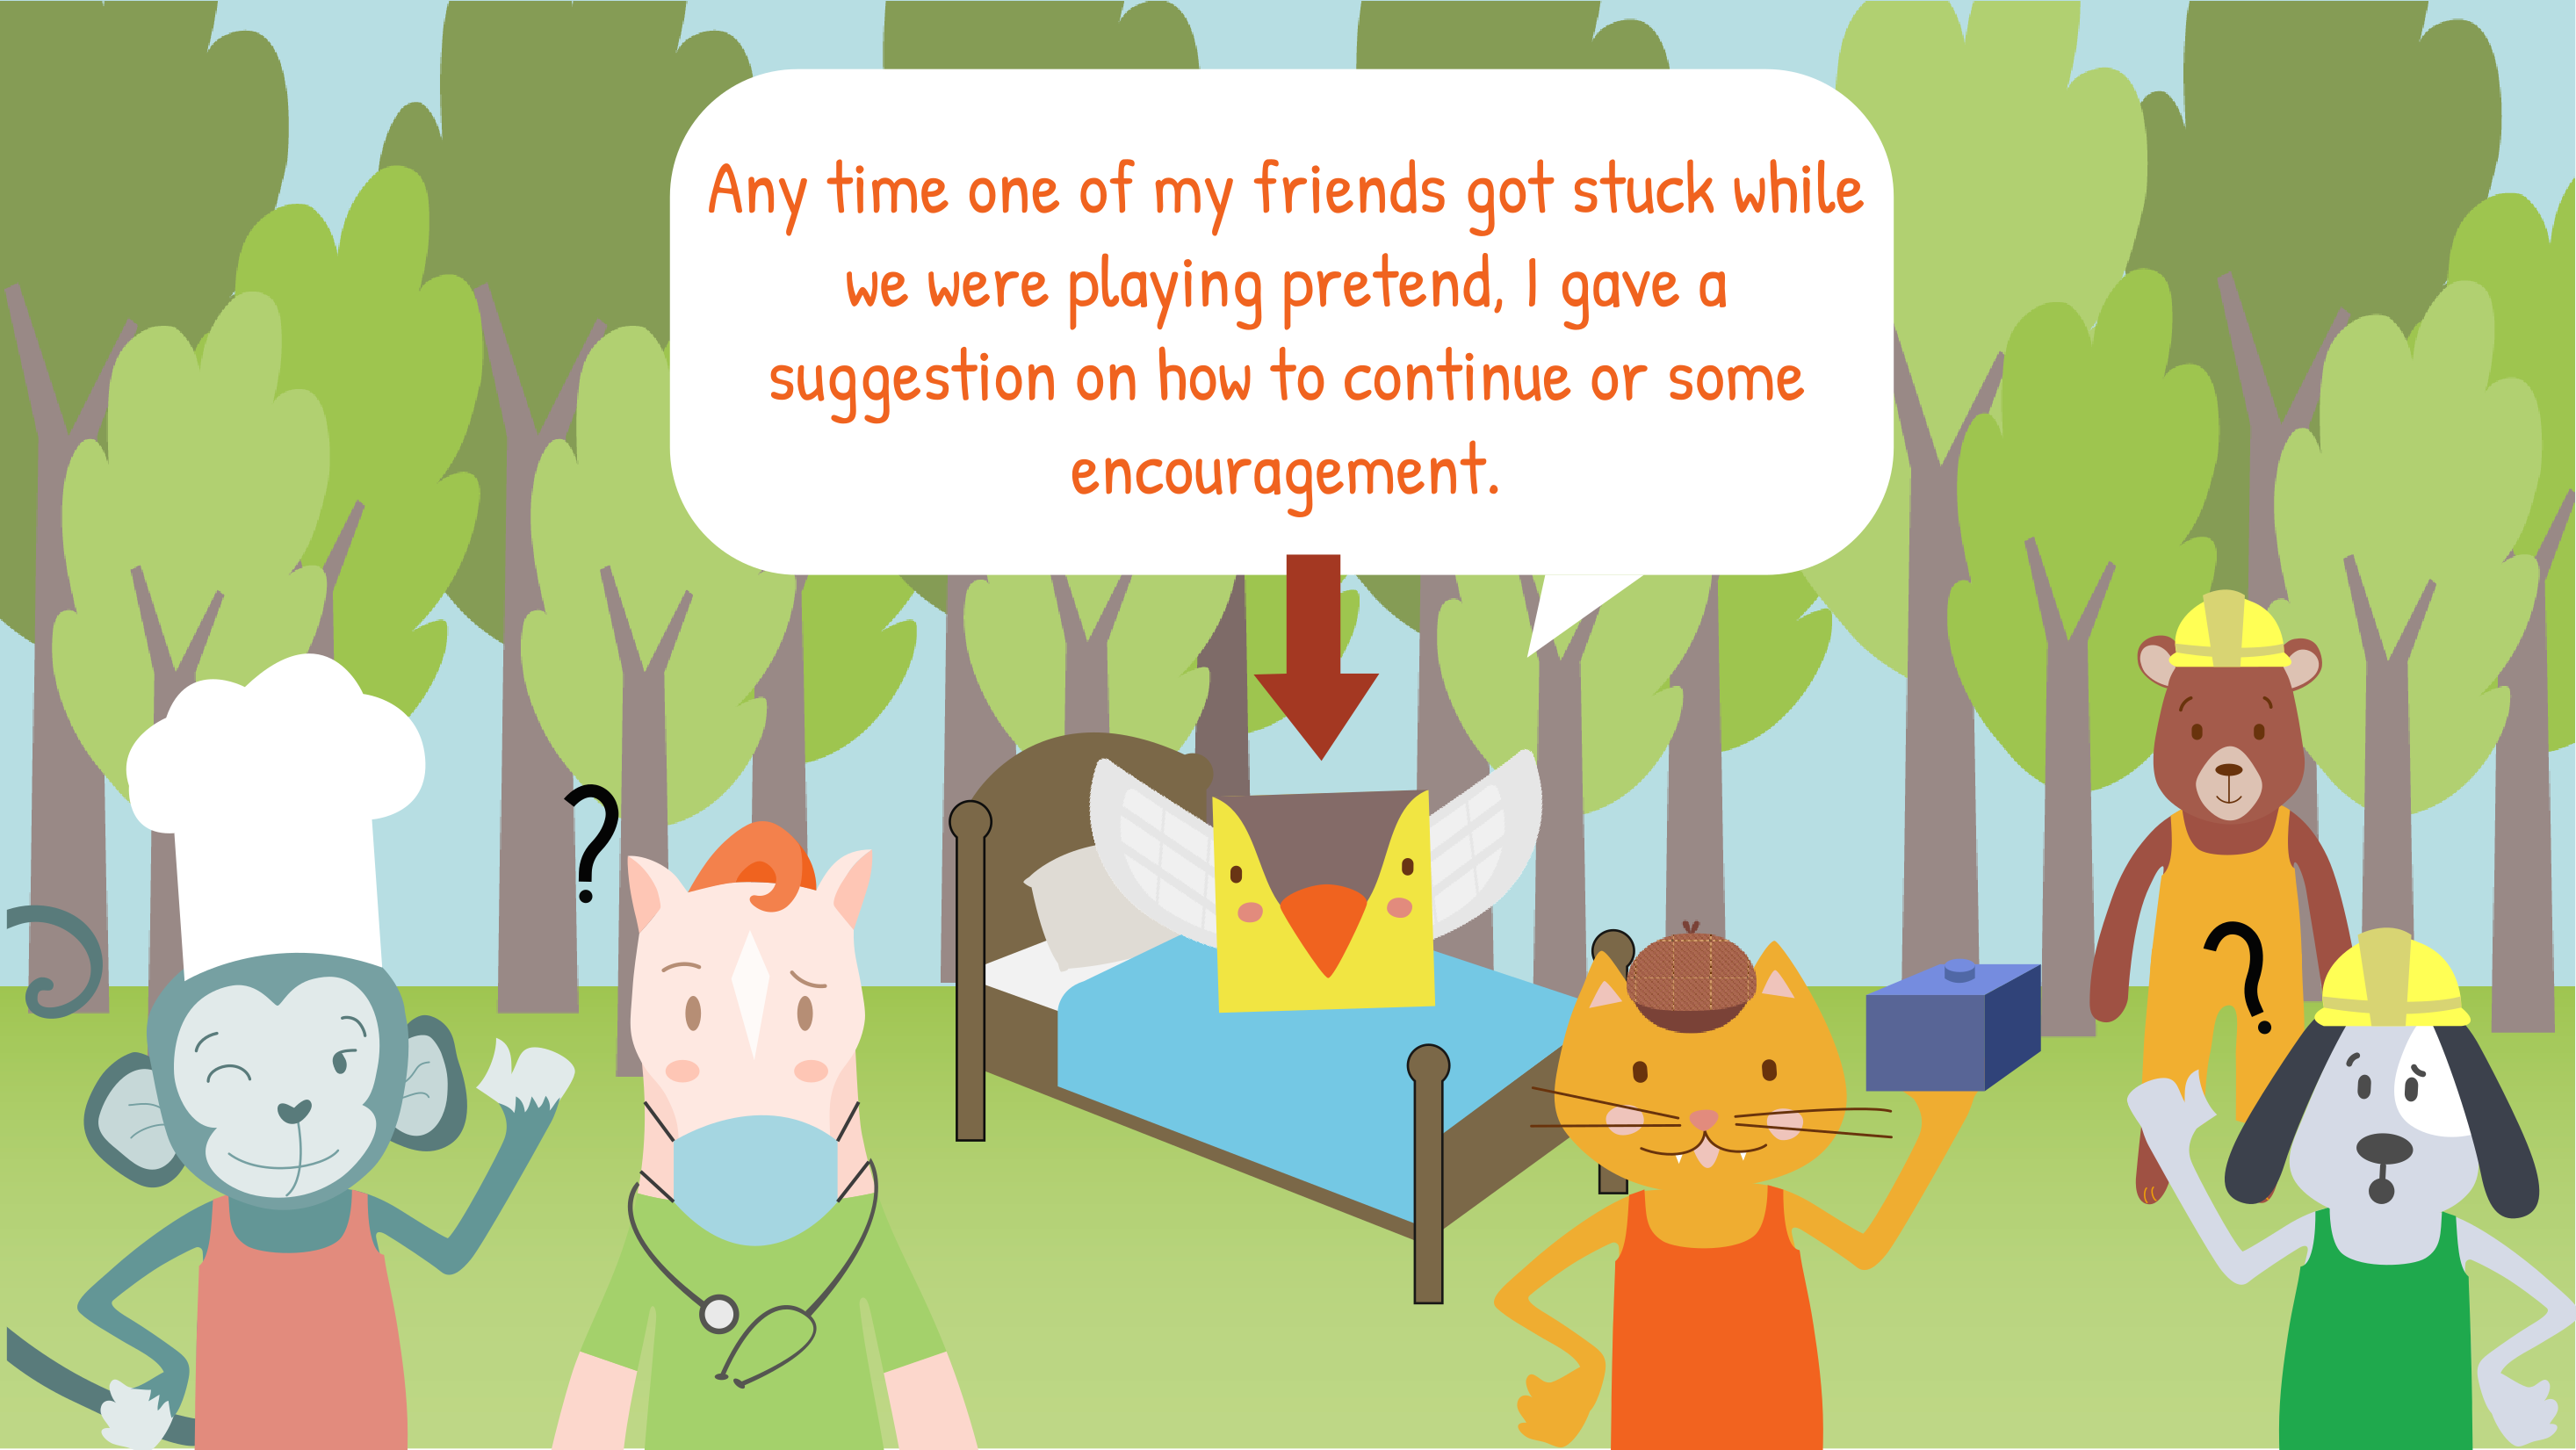 Any time one of my friends got stuck while
we were playing pretend, I gave a
suggestion on how to continue or some
encouragement.
?
?